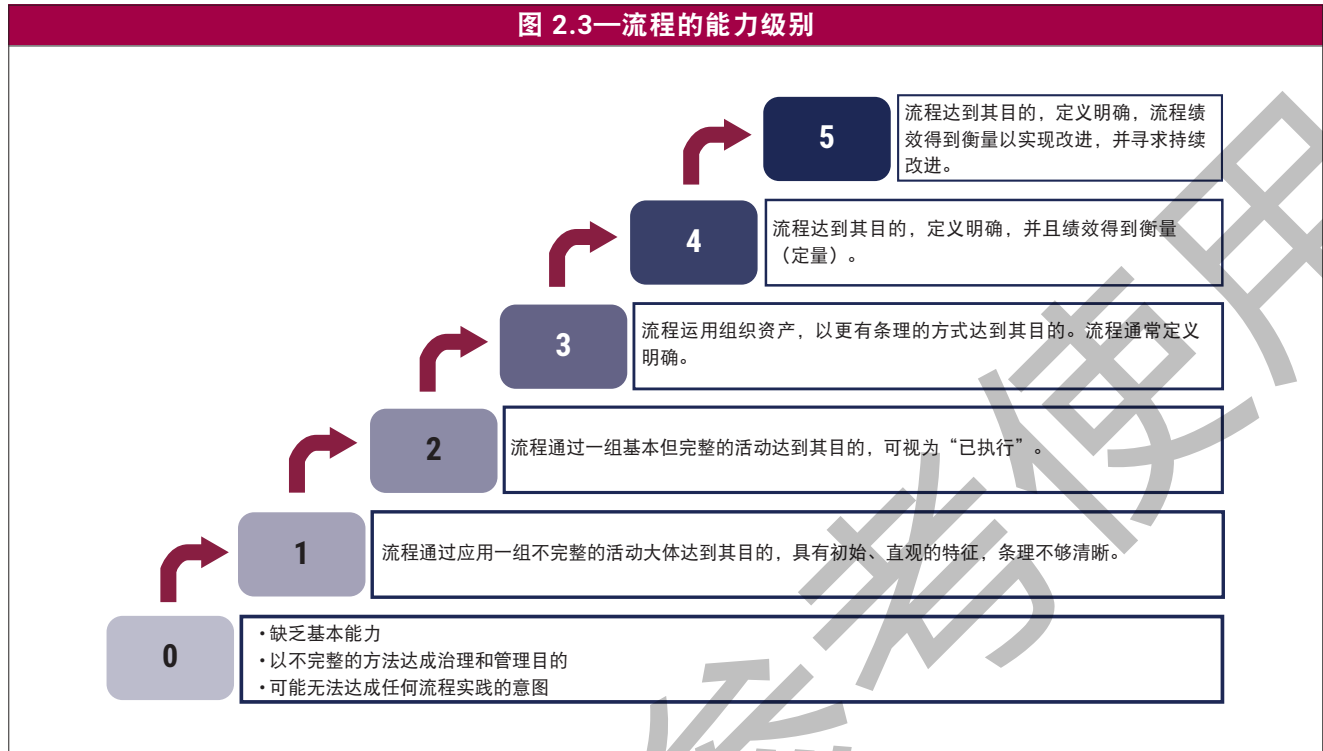 图 2.3—流程的能力级别
5
流程达到其目的，定义明确，流程绩
效得到衡量以实现改进，并寻求持续
改进。
4
流程达到其目的，定义明确，并且绩效得到衡量
（定量）。
3
流程运用组织资产，以更有条理的方式达到其目的。流程通常定义
明确。
2
流程通过一组基本但完整的活动达到其目的，可视为“已执行”。
1
流程通过应用一组不完整的活动大体达到其目的，具有初始、直观的特征，条理不够清晰。
0
•缺乏基本能力
•以不完整的方法达成治理和管理目的
•可能无法达成任何流程实践的意图
考使用